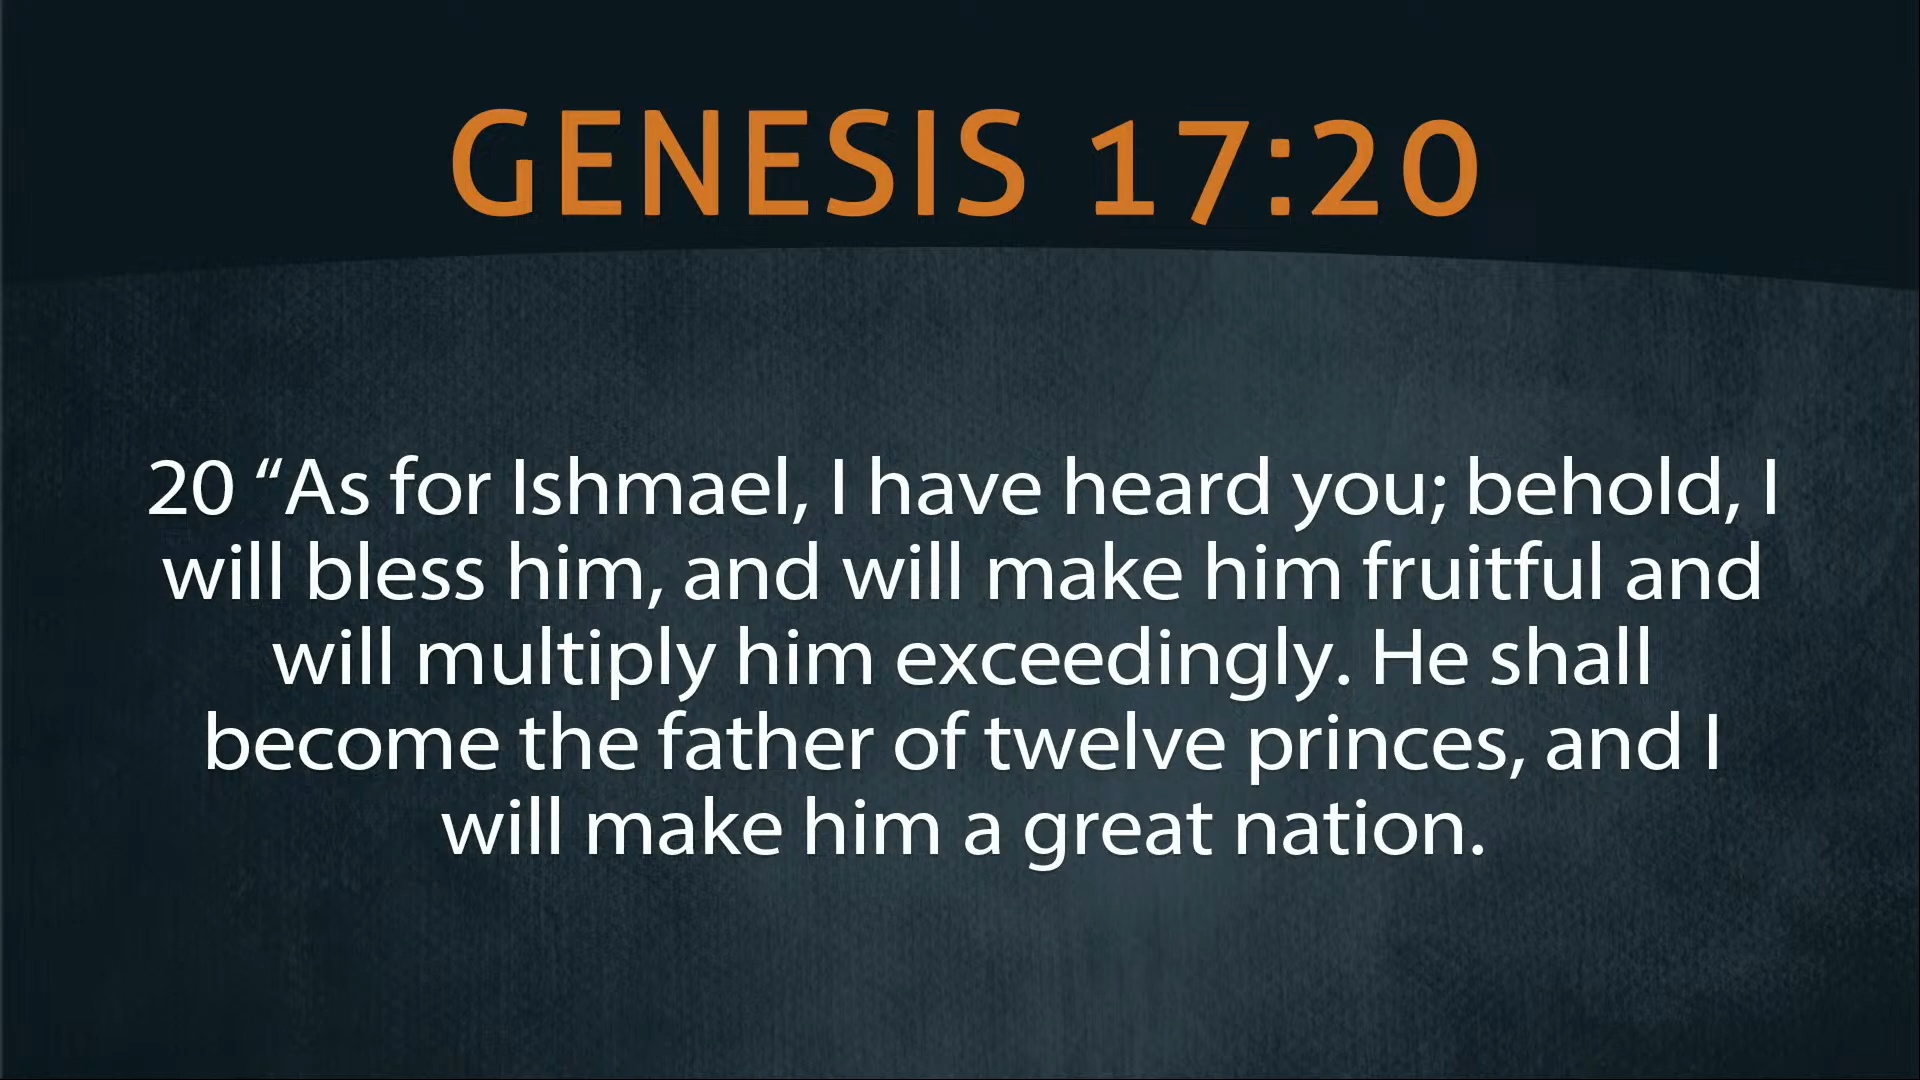 GENESIS 17:20
20 “As for Ishmael, I have heard you; behold, I
will bless him, and will make him fruitful and
will multiply him exceedingly. He shall
become the father of twelve princes, and I
will make him a great nation.